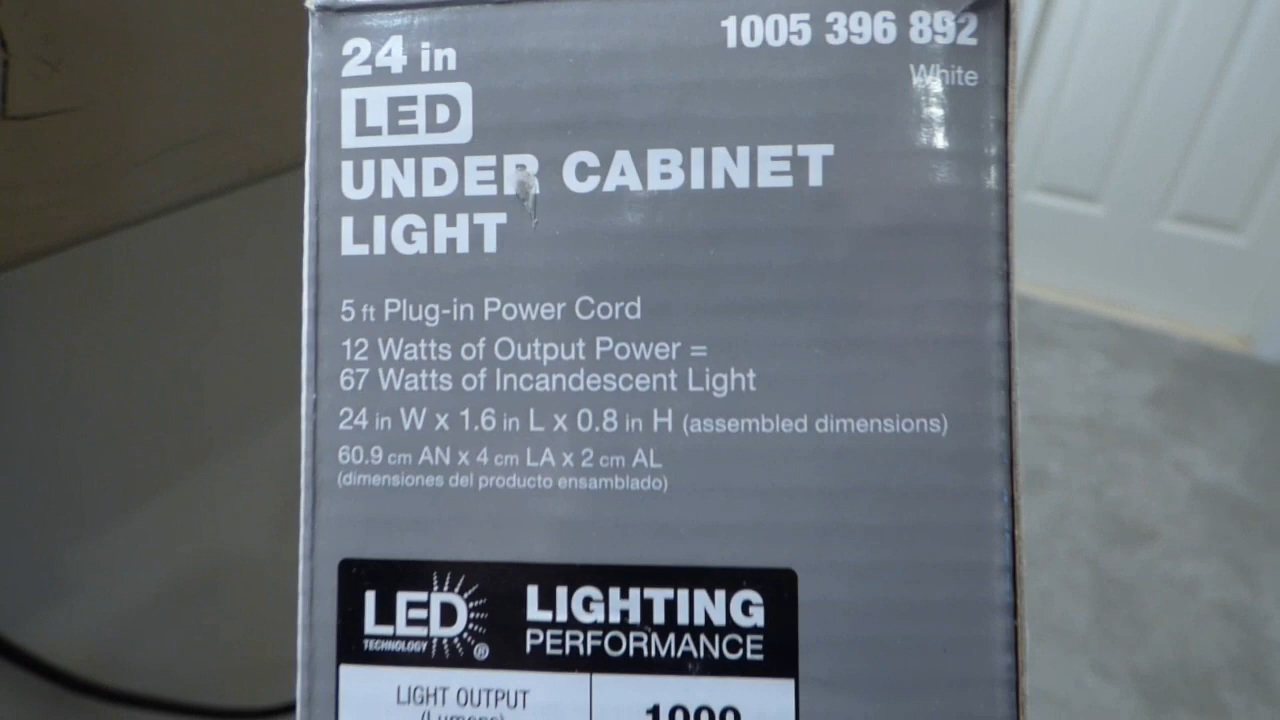 1005 396 892
White
24 in
LED
UNDER CABINET
LIGHT
5 ft Plug-in Power Cord
12 Watts of Output Power =
67 Watts of Incandescent Light
24 in W x 1.6 in L x 0.8 in H (assembled dimensions)
60.9 cm AN x 4 cm LA x 2 cm AL
(dimensiones del producto ensamblado)
LED
TECHNOLOGY ®
LIGHTING
PERFORMANCE
LIGHT OUTPUT
(Lumens)